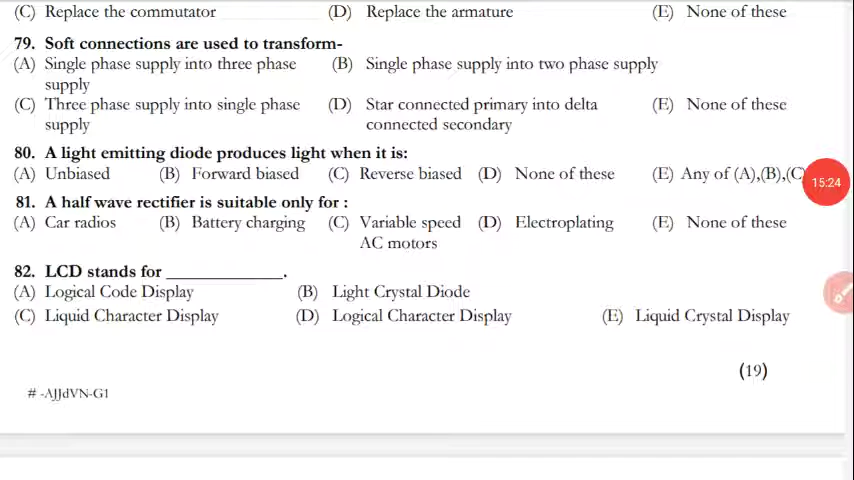 (C) Replace the commutator (D) Replace the armature (E) None of these
79. Soft connections are used to transform-
(A) Single phase supply into three phase (B) Single phase supply into two phase supply
supply
(C) Three phase supply into single phase (D) Star connected primary into delta (E) None of these
supply connected secondary
80. A light emitting diode produces light when it is:
(A) Unbiased (B) Forward biased (C) Reverse biased (D) None of these (E) Any of (A),(B),(C
15:24
81. A half wave rectifier is suitable only for :
(A) Car radios (B) Battery charging (C) Variable speed (D) Electroplating (E) None of these
AC motors
82. LCD stands for ______________.
(A) Logical Code Display (B) Light Crystal Diode
(C) Liquid Character Display (D) Logical Character Display (E) Liquid Crystal Display
(19)
# -AJJdVN-G1